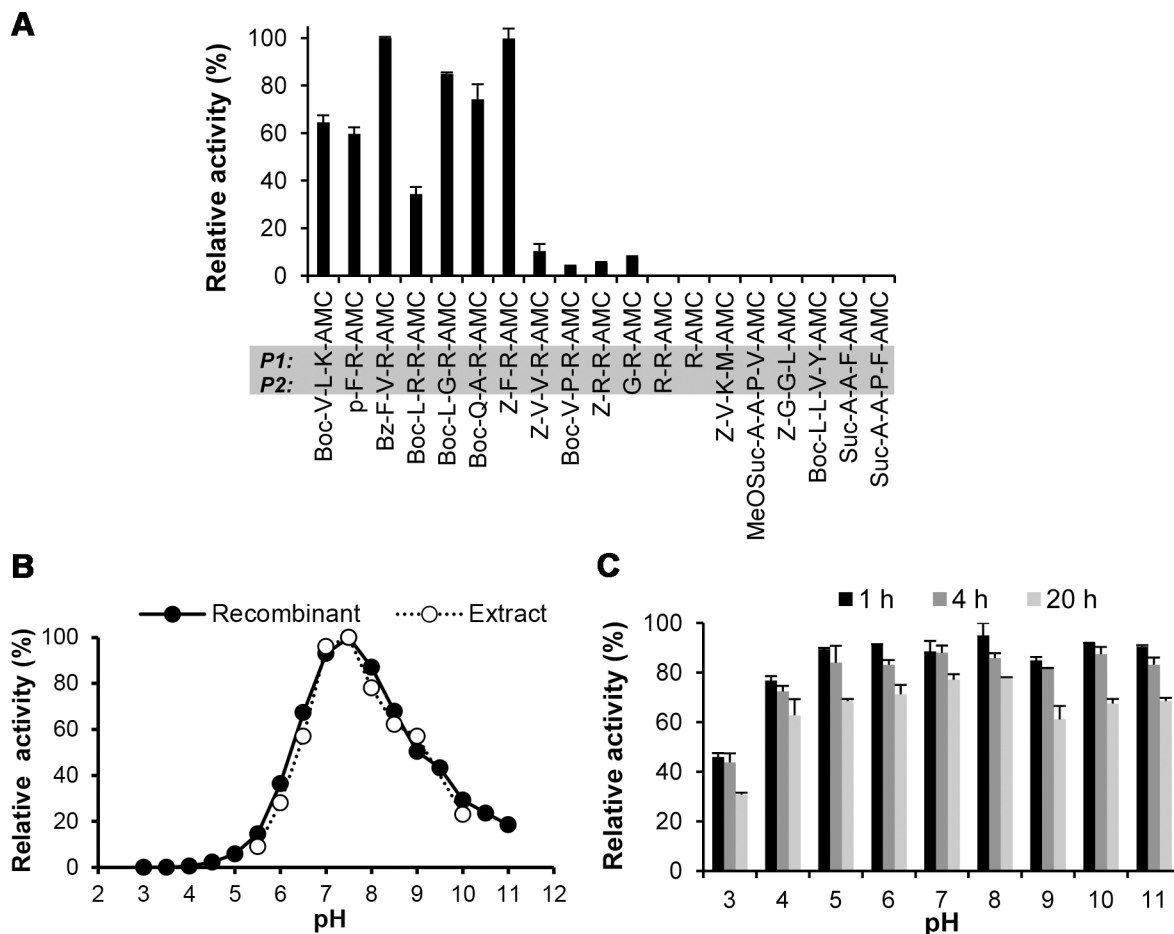 A
Relative activity (%)
100
80
60
40
20
0
P1:
P2:
Boc-V-L-K-AMC
p-F-R-AMC
Bz-F-V-R-AMC
Boc-L-R-R-AMC
Boc-L-G-R-AMC
Boc-Q-A-R-AMC
Z-F-R-AMC
Z-V-V-R-AMC
Boc-V-P-R-AMC
Z-R-R-AMC
G-R-AMC
R-R-AMC
R-AMC
Z-V-K-M-AMC
MeOSuc-A-A-P-V-AMC
Z-G-G-L-AMC
Boc-L-L-V-Y-AMC
Suc-A-A-F-AMC
Suc-A-A-P-F-AMC
B
Recombinant Extract
Relative activity (%)
100
80
60
40
20
0
2 3 4 5 6 7 8 9 10 11 12
pH
C
1 h 4 h 20 h
Relative activity (%)
100
80
60
40
20
0
3 4 5 6 7 8 9 10 11
pH